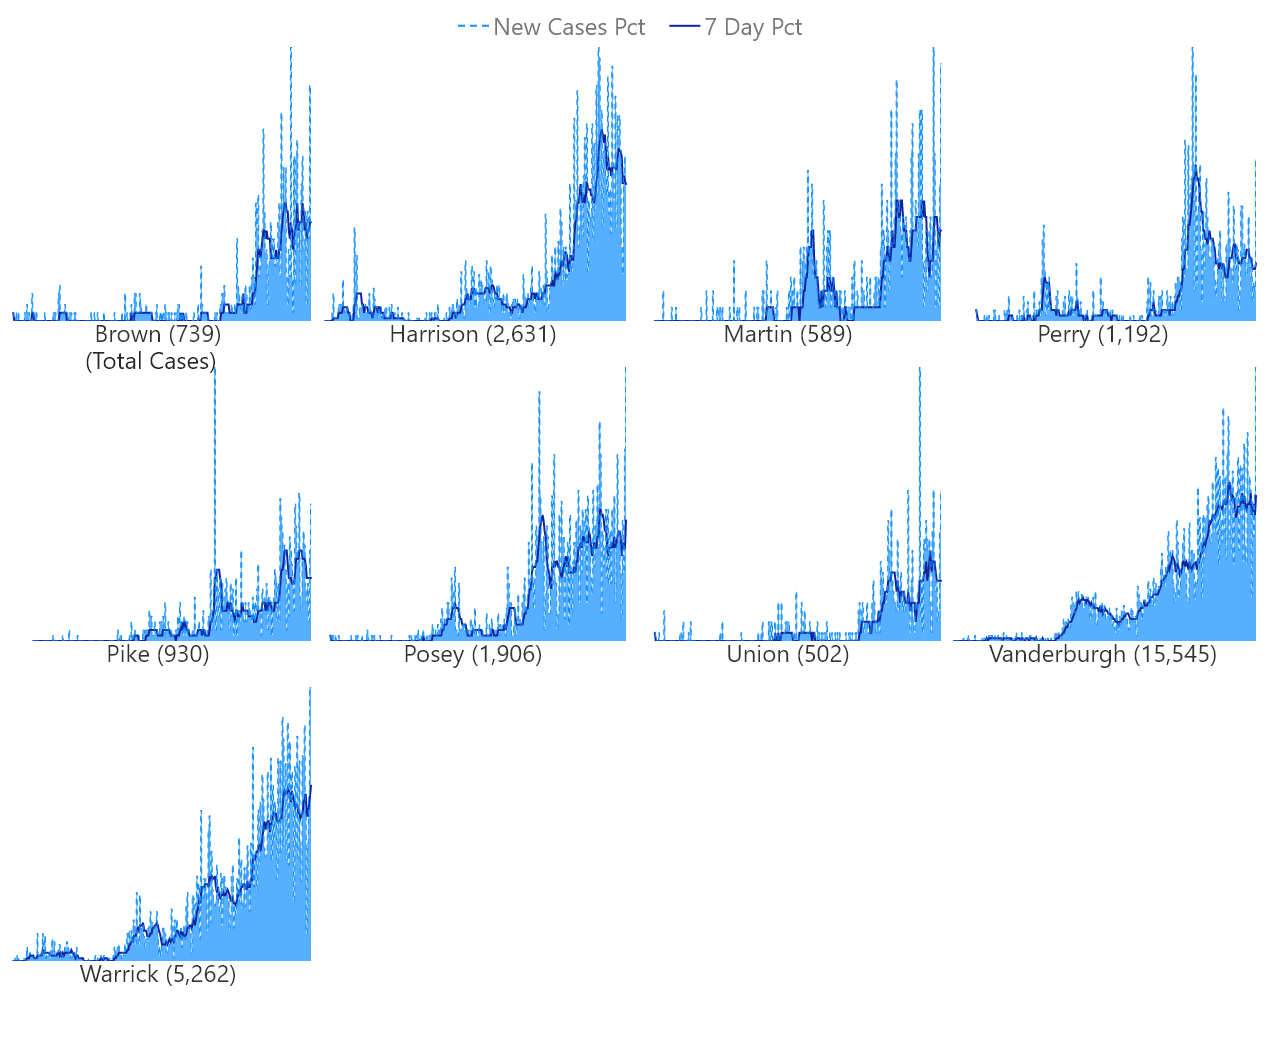 New Cases Pct 7 Day Pct
Brown (739) Harrison (2,631) Martin (589) Perry (1,192)
(Total Cases)
Pike (930) Posey (1,906) Union (502) Vanderburgh (15,545)
Warrick (5,262)